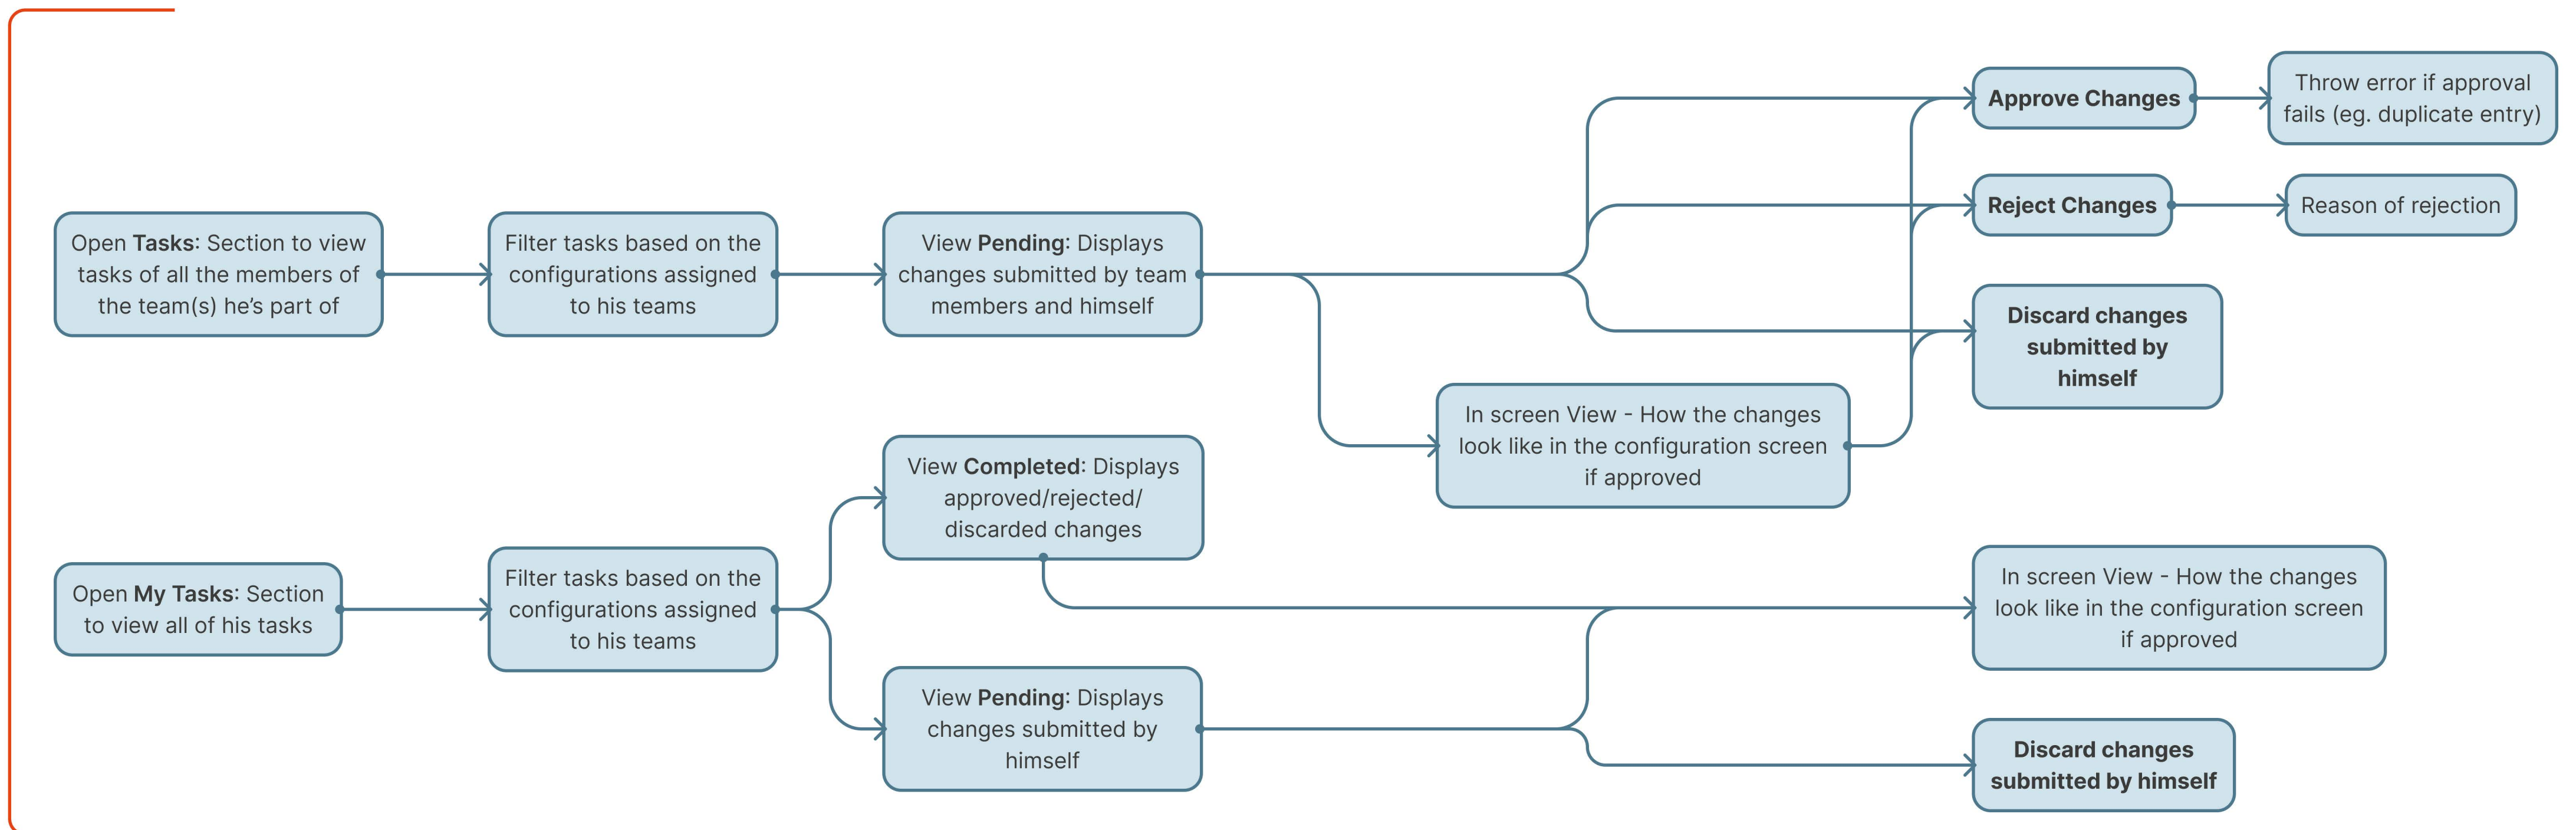 Open Tasks: Section to view
tasks of all the members of
the team(s) he’s part of
Filter tasks based on the
configurations assigned
to his teams
View Pending: Displays
changes submitted by team
members and himself
Approve Changes
Throw error if approval
fails (eg. duplicate entry)
Reject Changes
Reason of rejection
Discard changes
submitted by
himself
In screen View - How the changes
look like in the configuration screen
if approved
Open My Tasks: Section
to view all of his tasks
Filter tasks based on the
configurations assigned
to his teams
View Completed: Displays
approved/rejected/
discarded changes
View Pending: Displays
changes submitted by
himself
In screen View - How the changes
look like in the configuration screen
if approved
Discard changes
submitted by himself